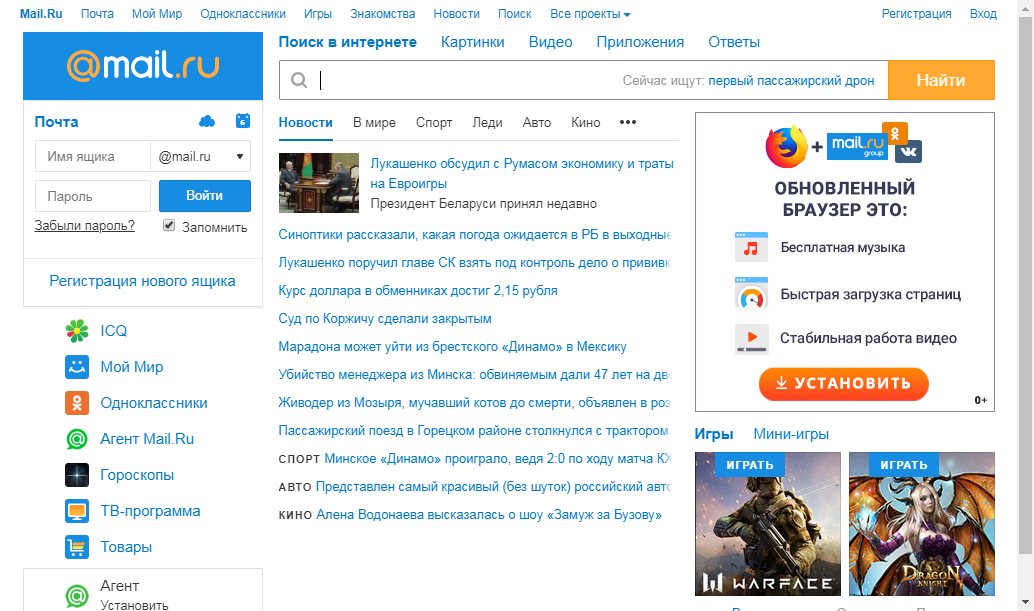 Mail.Ru Почта Мой Мир Одноклассники Игры Знакомства Новости Поиск Все проекты Регистрация Вход
@mail.ru
Поиск в интернете Картинки Видео Приложения Ответы
Сейчас ищут: первый пассажирский дрон Найти
Почта 6
Имя ящика @mail.ru
Пароль Войти
Забыли пароль? Запомнить
Регистрация нового ящика
ICQ
Мой Мир
Одноклассники
Агент Mail.Ru
Гороскопы
ТВ-программа
Товары
Агент
Установить
Новости В мире Спорт Леди Авто Кино •••
Лукашенко обсудил с Румасом экономику и траты
на Евроигры
Президент Беларуси принял недавно
Синоптики рассказали, какая погода ожидается в РБ в выходные
Лукашенко поручил главе СК взять под контроль дело о
Курс доллара в обменниках достиг 2,15 рубля
Суд по Коржичу сделали закрытым
Марадона может уйти из брестского «Динамо» в Мексику
Убийство менеджера из Минска: обвиняемым дали 47 лет на
Живодер из Мозыря, мучавший котов до смерти, объявлен в
Пассажирский поезд в Горецком районе столкнулся с трактором
СПОРТ Минское «Динамо» проиграло, ведя 2:0 по ходу матча
АВТО Представлен самый красивый (без шуток) российский
КИНО Алена Водонаева высказалась о шоу «Замуж за Бузову»
+ mail.ru
group
ОБНОВЛЕННЫЙ
БРАУЗЕР ЭТО:
Бесплатная музыка
Быстрая загрузка страниц
Стабильная работа видео
УСТАНОВИТЬ
0+
Игры Мини-игры
ИГРАТЬ
WARFACE
ИГРАТЬ
DRAGON
KNIGHT